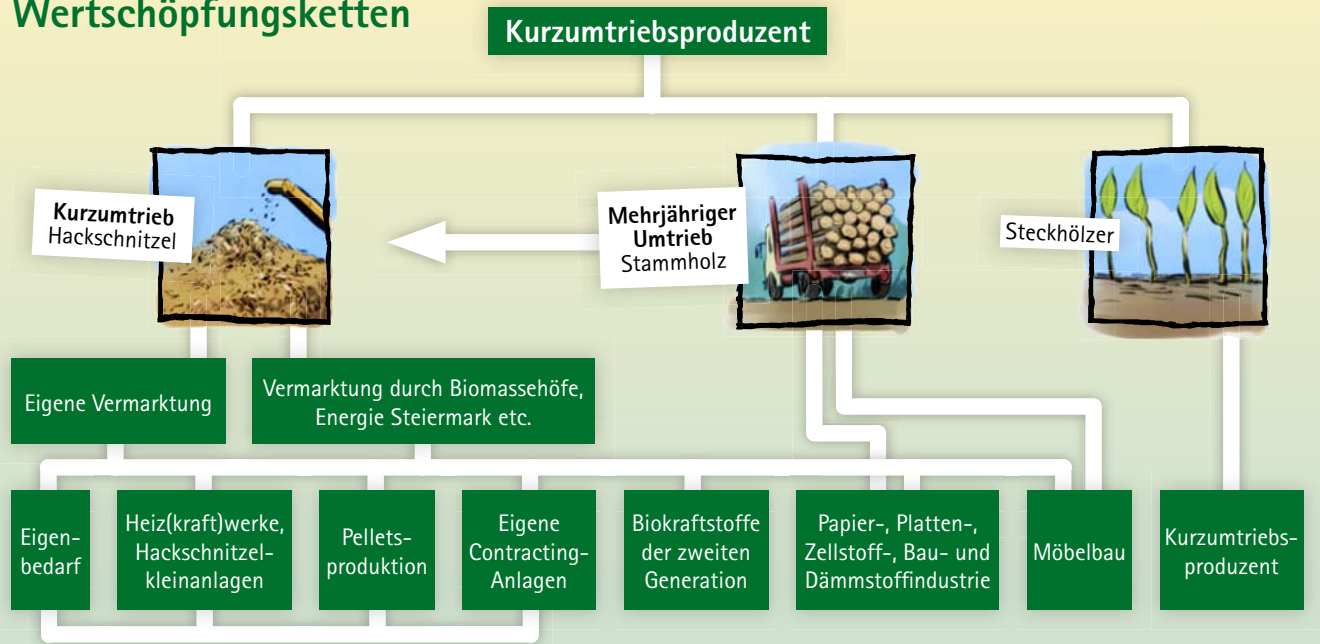 Wertschöpfungsketten
Kurzumtriebsproduzent
Kurzumtrieb
Hackschnitzel
Mehrjähriger
Umtrieb
Stammholz
Steckhölzer
Eigene Vermarktung
Vermarktung durch Biomassehöfe,
Energie Steiermark etc.
Eigen-
bedarf
Heiz(kraft)werke,
Hackschnitzel-
kleinanlagen
Pellets-
produktion
Eigene
Contracting-
Anlagen
Biokraftstoffe
der zweiten
Generation
Papier-, Platten-,
Zellstoff-, Bau- und
Dämmstoffindustrie
Möbelbau
Kurzumtriebs-
produzent